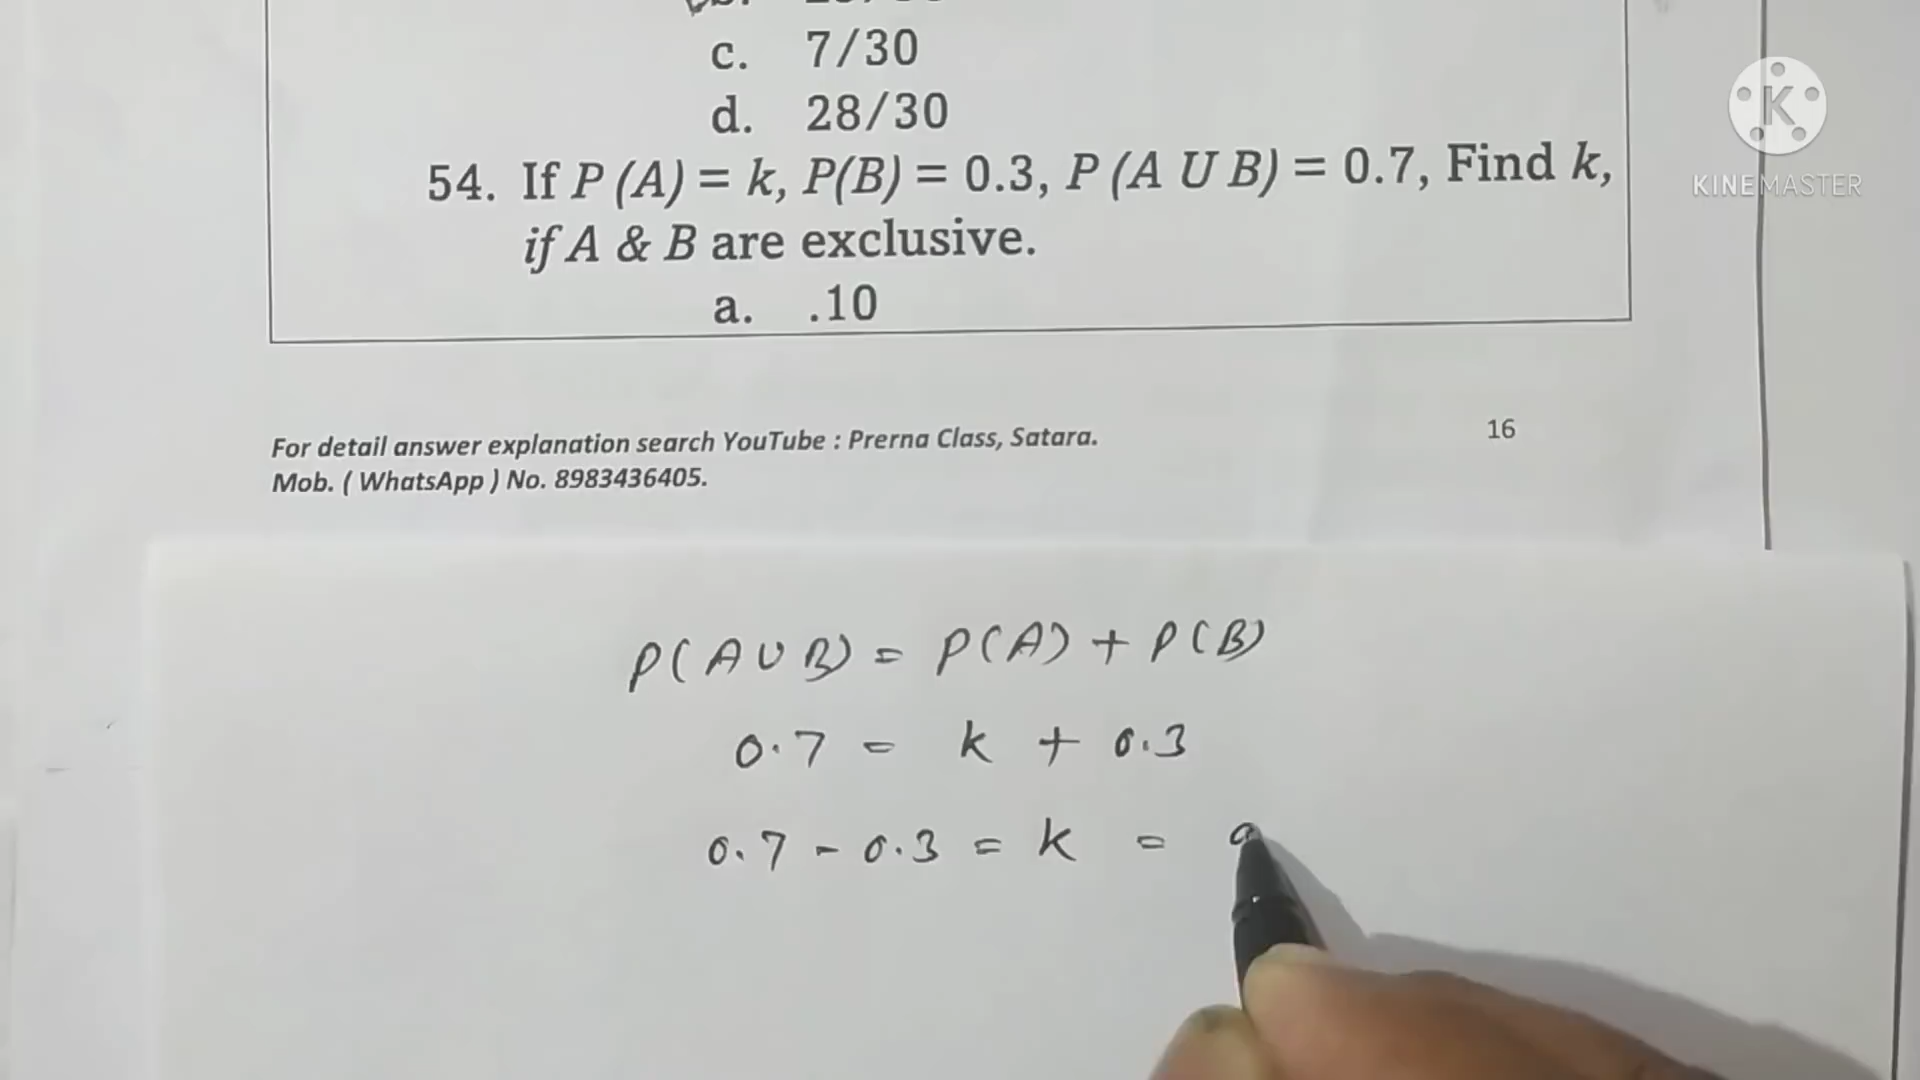 c. 7/30
d. 28/30
54. If P (A) = k, P(B) = 0.3, P (A U B) = 0.7, Find k,
if A & B are exclusive.
a. .10
K
KINEMASTER
For detail answer explanation search YouTube : Prerna Class, Satara.
16
Mob. ( WhatsApp ) No. 8983436405.
P(A∪B) = P(A) + P(B)
0.7 = k + 0.3
0.7 - 0.3 = k = 0